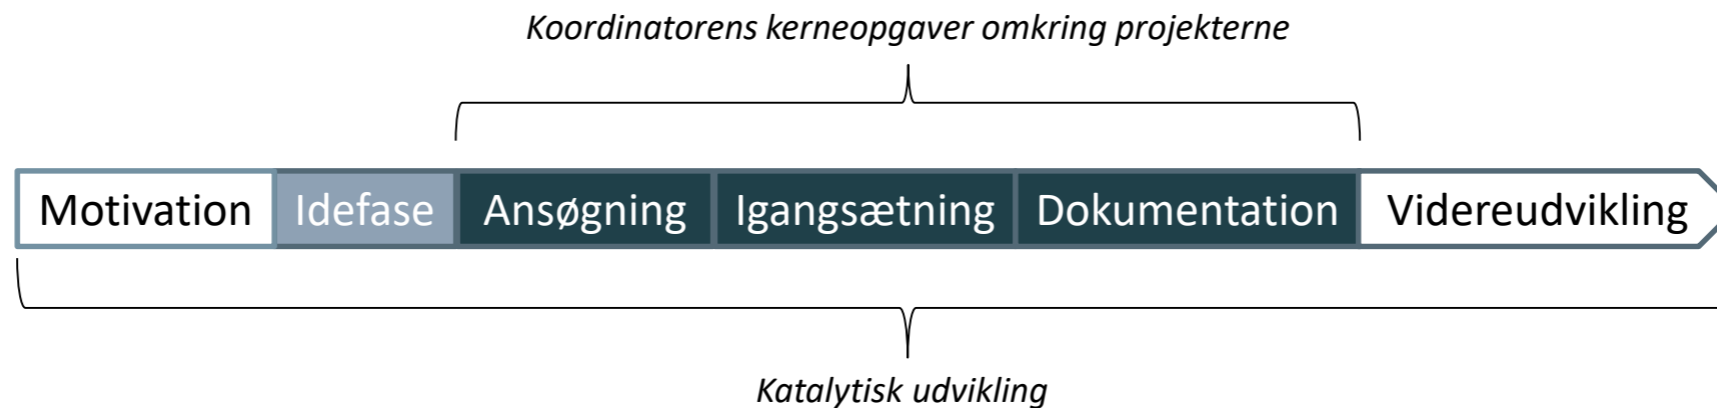 Koordinatorens kerneopgaver omkring projekterne
Motivation Idefase Ansøgning Igangsætning Dokumentation Videreudvikling
Katalytisk udvikling